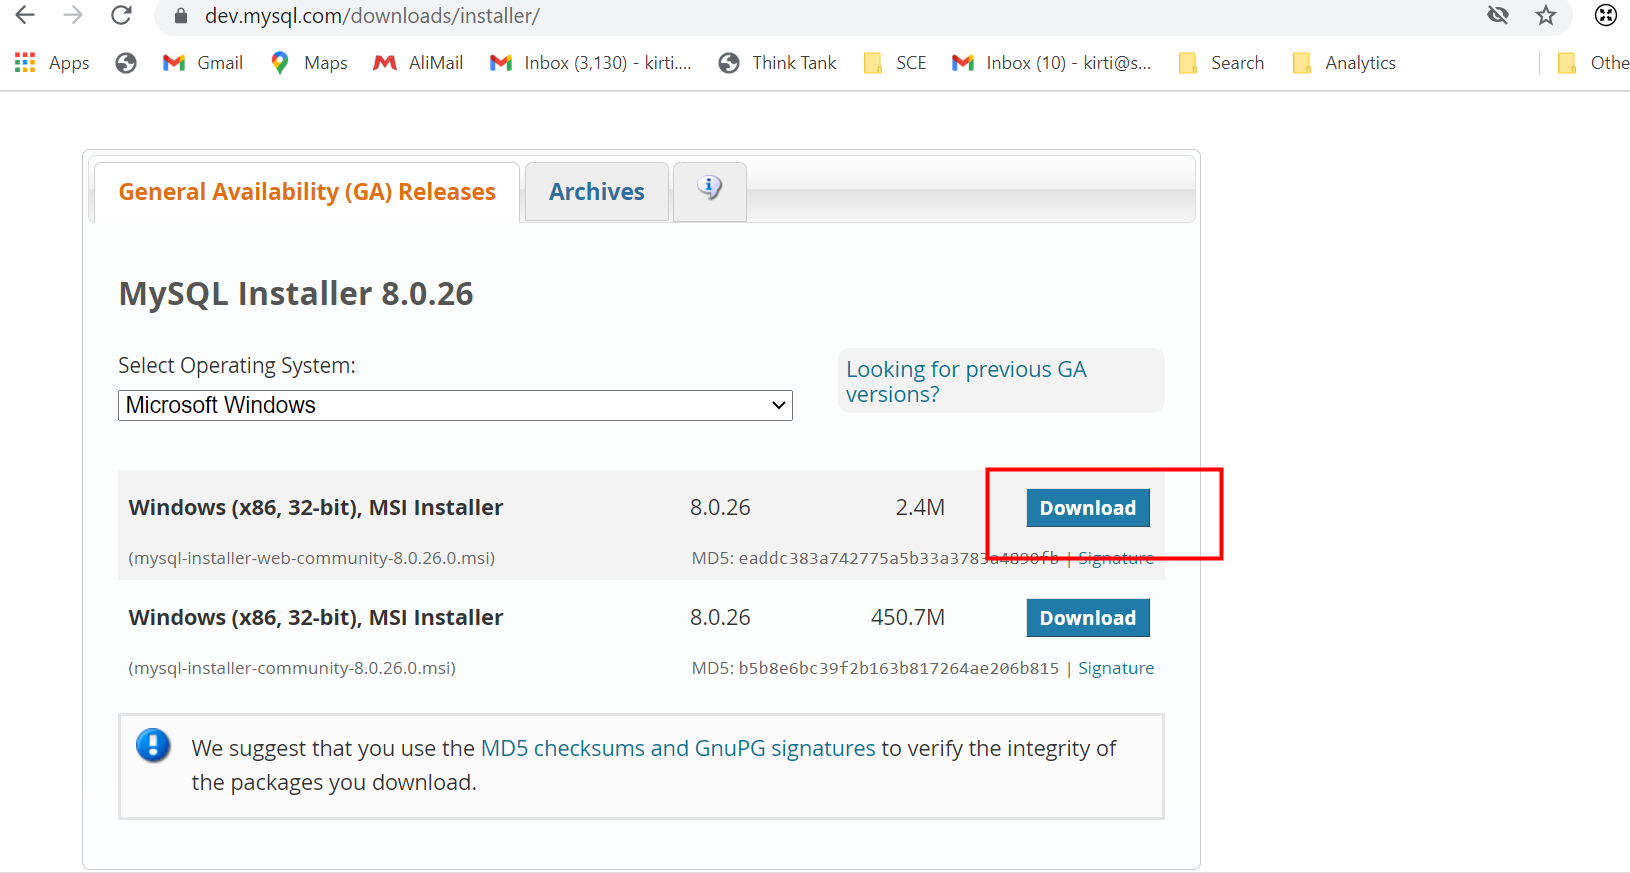 dev.mysql.com/downloads/installer/
Apps Gmail Maps AliMail Inbox (3,130) - kirti.... Think Tank SCE Inbox (10) - kirti@s... Search Analytics Othe
General Availability (GA) Releases Archives
MySQL Installer 8.0.26
Select Operating System:
Microsoft Windows
Looking for previous GA
versions?
Windows (x86, 32-bit), MSI Installer 8.0.26 2.4M Download
(mysql-installer-web-community-8.0.26.0.msi) MD5: eaddc383a742775a5b33a3783a4890fb | Signature
Windows (x86, 32-bit), MSI Installer 8.0.26 450.7M Download
(mysql-installer-community-8.0.26.0.msi) MD5: b5b8e6bc39f2b163b817264ae206b815 | Signature
We suggest that you use the MD5 checksums and GnuPG signatures to verify the integrity of
the packages you download.